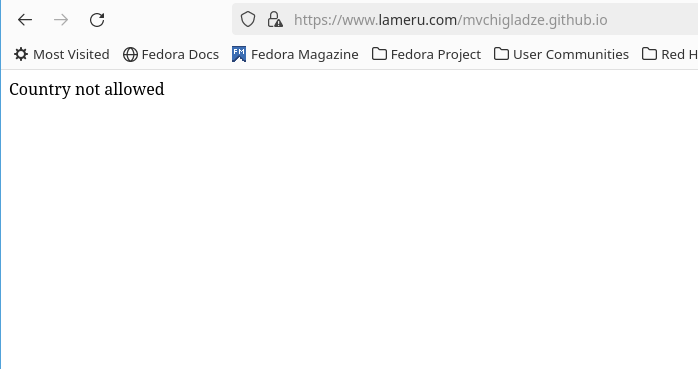 https://www.lameru.com/mvchigladze.github.io
Most Visited Fedora Docs FM Fedora Magazine Fedora Project User Communities Red H
Country not allowed